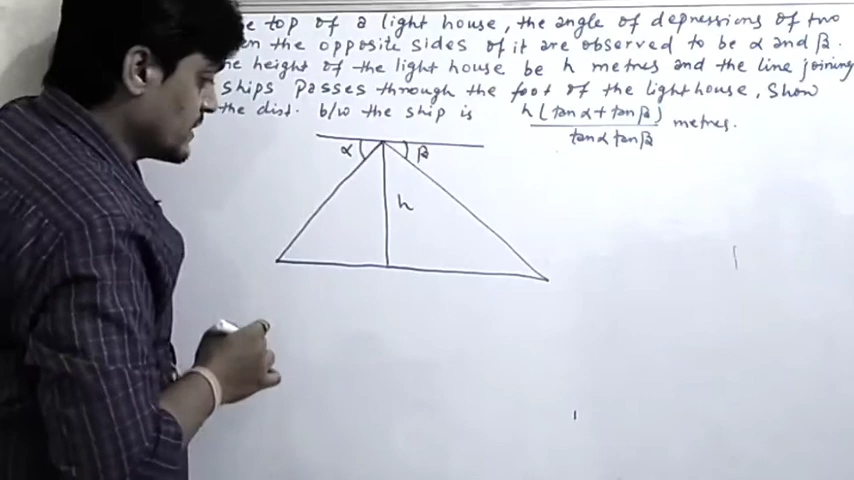 e top of a light house, the angle of depressions of two
en the opposite sides of it are observed to be α and β.
he height of the light house be h metres and the line joining
ships passes through the foot of the lighthouse, show
the dist. b/w the ship is h(tanα+tanβ) metres.
tanα tanβ
α β
h